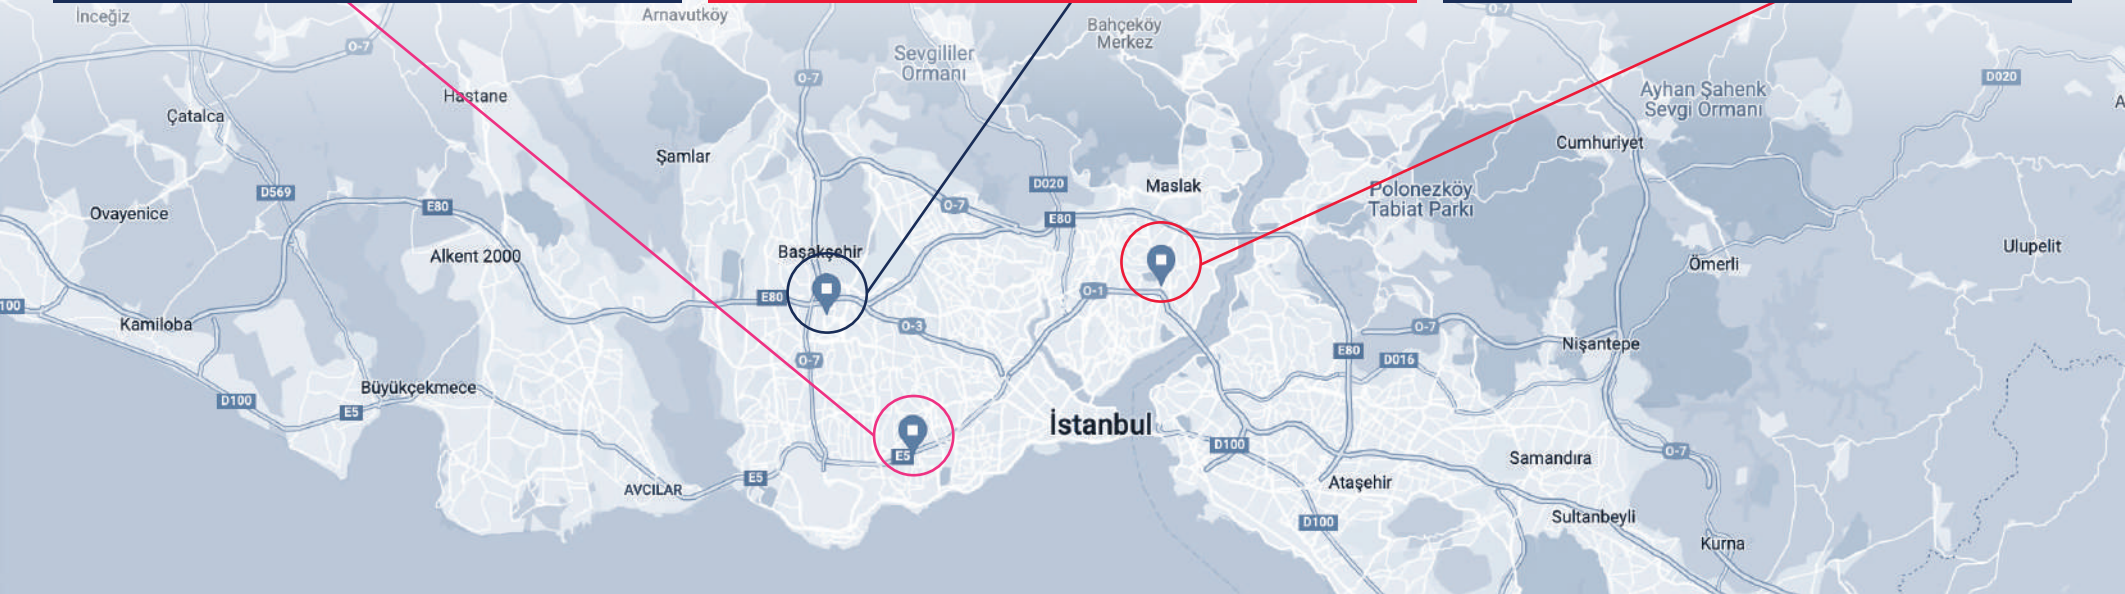 İnceğiz
Arnavutköy
O-7
Bahçeköy
Merkez
O-7
Sevgililer
Ormanı
O-7
D020
Ayhan Şahenk
Sevgi Ormanı
Hastane
Çatalca
Cumhuriyet
Şamlar
D569
D020
Maslak
Polonezköy
Tabiat Parkı
Ovayenice
E80
O-7
E80
Alkent 2000
Başakşehir
Ulupelit
Ömerli
100
E80
O-1
Kamiloba
O-3
O-7
Nişantepe
E80
D016
O-7
Büyükçekmece
D100
E5
İstanbul
D100
E5
Samandıra
O-7
E5
Ataşehir
AVCILAR
D100
Sultanbeyli
Kurna